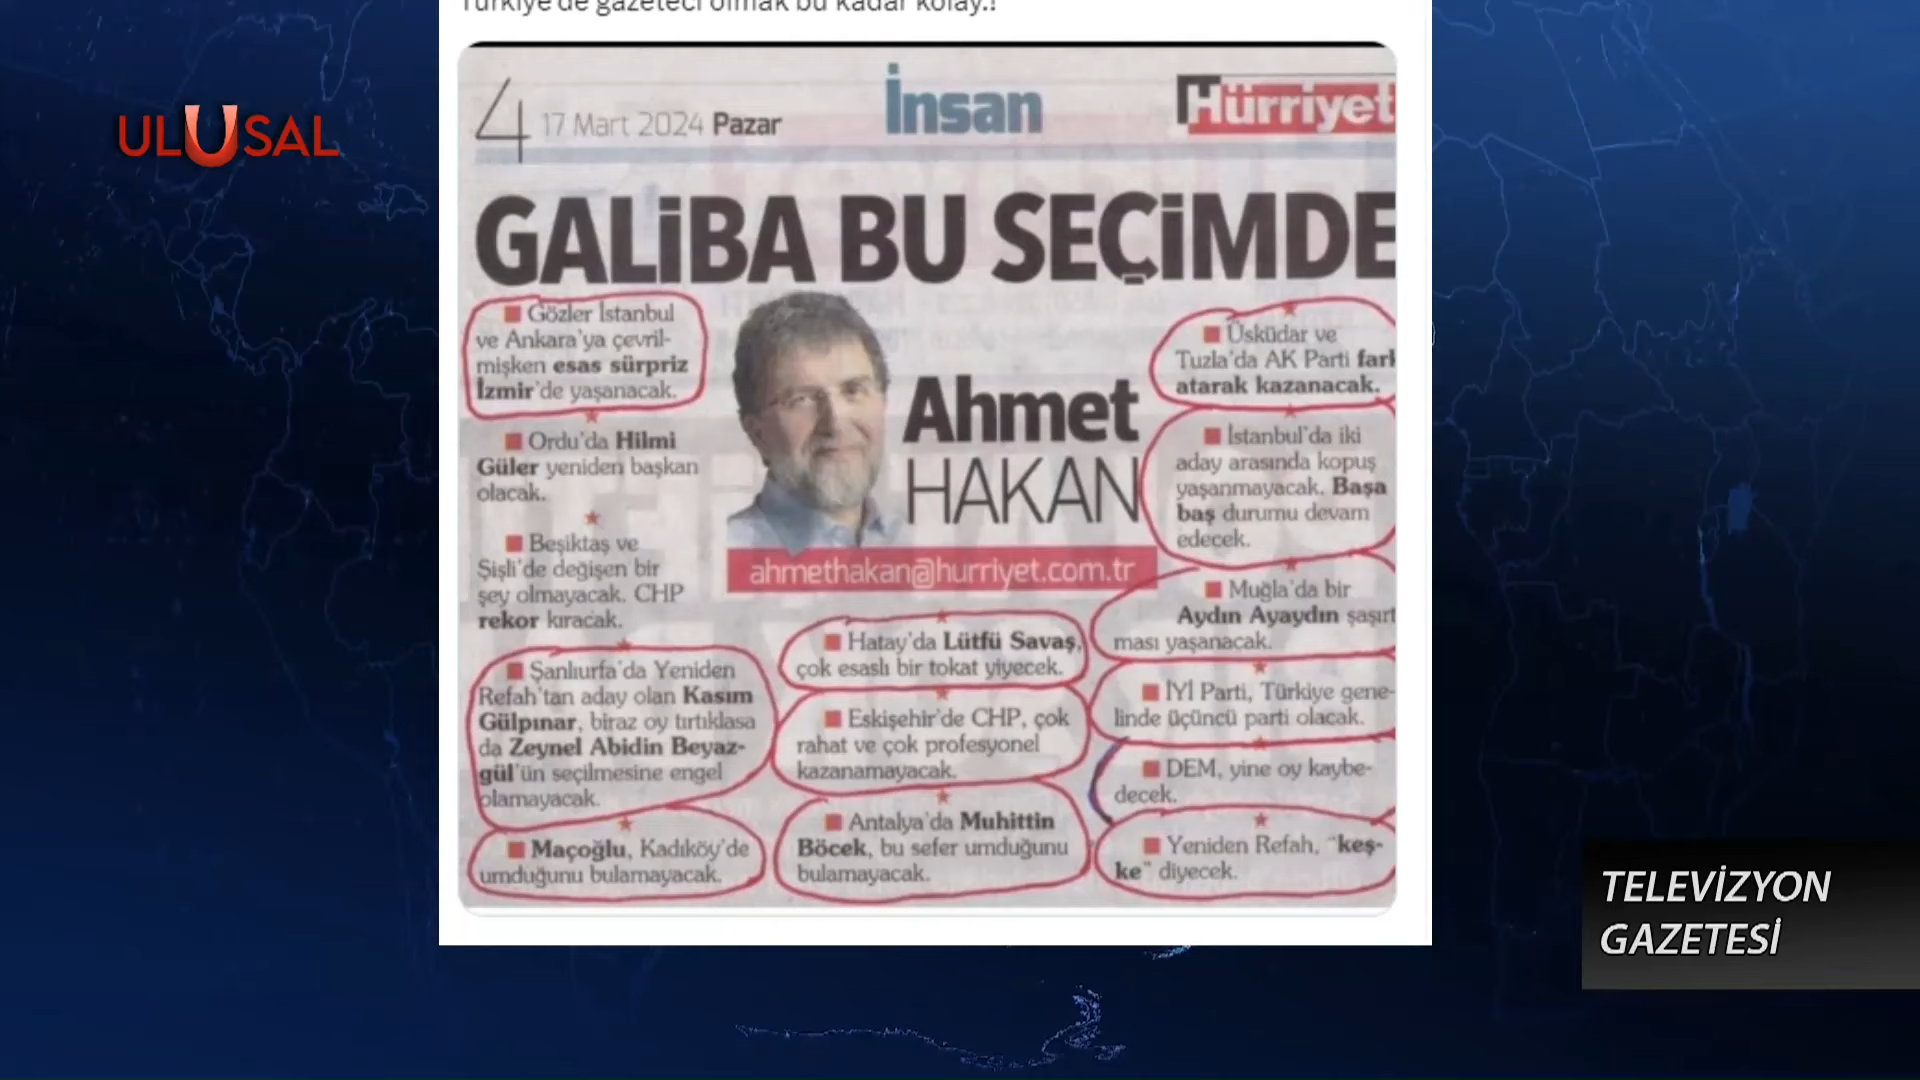 Türkiye'de gazeteci olmak bu kadar kolay.!
ULUSAL
4 17 Mart 2024 Pazar
İnsan
Hürriyet
GALİBA BU SEÇİMDE
Gözler İstanbul
ve Ankara'ya çevril-
mişken esas sürpriz
İzmir'de yaşanacak.
Ordu'da Hilmi
Güler yeniden başkan
olacak.
Beşiktaş ve
Şişli'de değişen bir
şey olmayacak. CHP
rekor kıracak.
Şanlıurfa'da Yeniden
Refah'tan aday olan Kasım
Gülpınar, biraz oy tırtıklasa
da Zeynel Abidin Beyaz-
gül'ün seçilmesine engel
olamayacak.
Maçoğlu, Kadıköy'de
umduğunu bulamayacak.
Ahmet
HAKAN
ahmethakan@hurriyet.com.tr
Hatay'da Lütfü Savaş,
çok esaslı bir tokat yiyecek.
Eskişehir'de CHP, çok
rahat ve çok profesyonel
kazanamayacak.
Antalya'da Muhittin
Böcek, bu sefer umduğunu
bulamayacak.
Üsküdar ve
Tuzla'da AK Parti fark
atarak kazanacak.
İstanbul'da iki
aday arasında kopuş
yaşanmayacak. Başa
baş durumu devam
edecek.
Muğla'da bir
Aydın Ayaydın şaşırt
ması yaşanacak.
İYİ Parti, Türkiye gene-
linde üçüncü parti olacak.
DEM, yine oy kaybe-
decek.
Yeniden Refah, "keş-
ke" diyecek.
TELEVİZYON
GAZETESİ